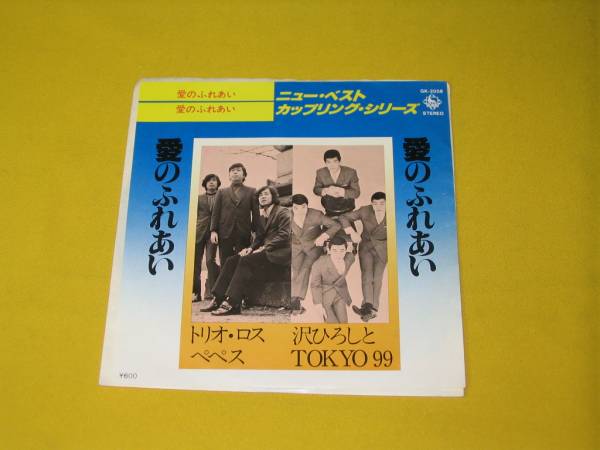 愛のふれあい
愛のふれあい
ニュー・ベスト
カップリング・シリーズ
GK-2058
STEREO
愛のふれあい
愛のふれあい
トリオ・ロス
ペペス
沢ひろしと
TOKYO 99
¥600